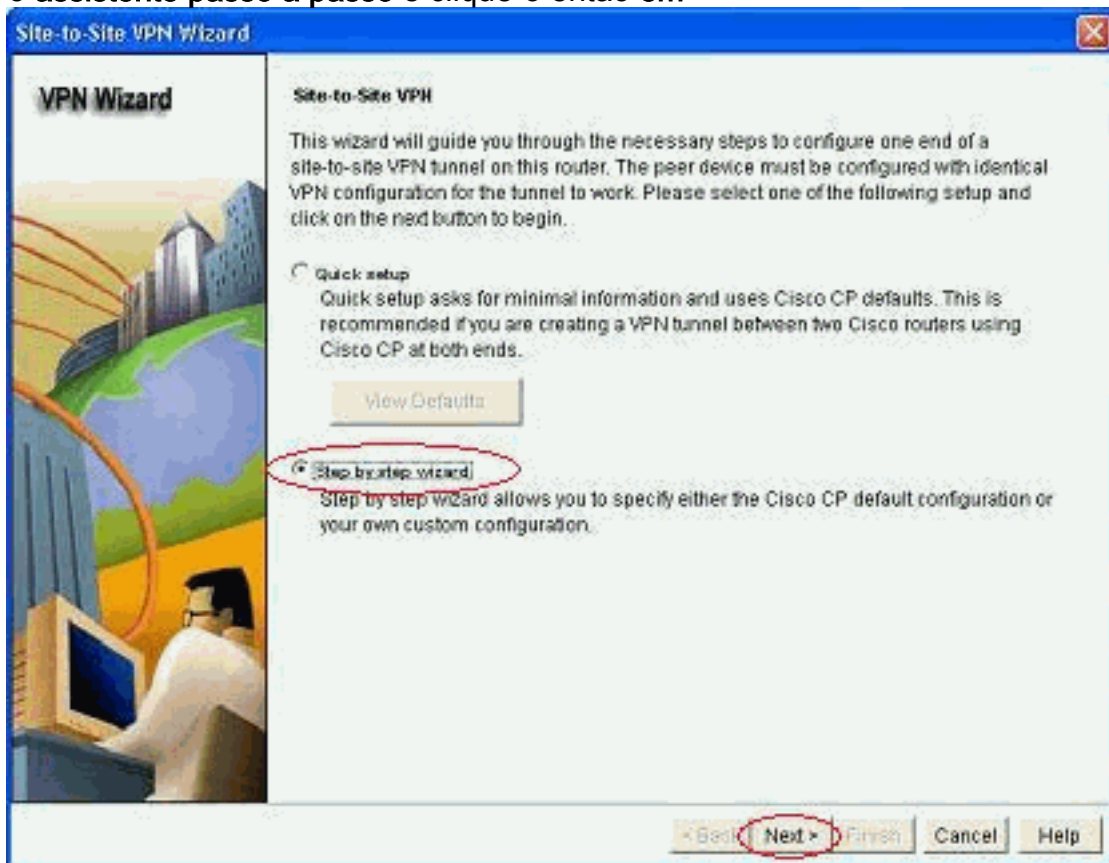 o assistente passo a passo e clique o então em
Site-to-Site VPN Wizard
VPN Wizard
Site-to-Site VPN
This wizard will guide you through the necessary steps to configure one end of a
site-to-site VPN tunnel on this router. The peer device must be configured with identical
VPN configuration for the tunnel to work. Please select one of the following setup and
click on the next button to begin.
Quick setup
Quick setup asks for minimal information and uses Cisco CP defaults. This is
recommended if you are creating a VPN tunnel between two Cisco routers using
Cisco CP at both ends.
View Defaults
Step by step wizard
Step by step wizard allows you to specify either the Cisco CP default configuration or
your own custom configuration.
< Back
Next >
Finish
Cancel
Help